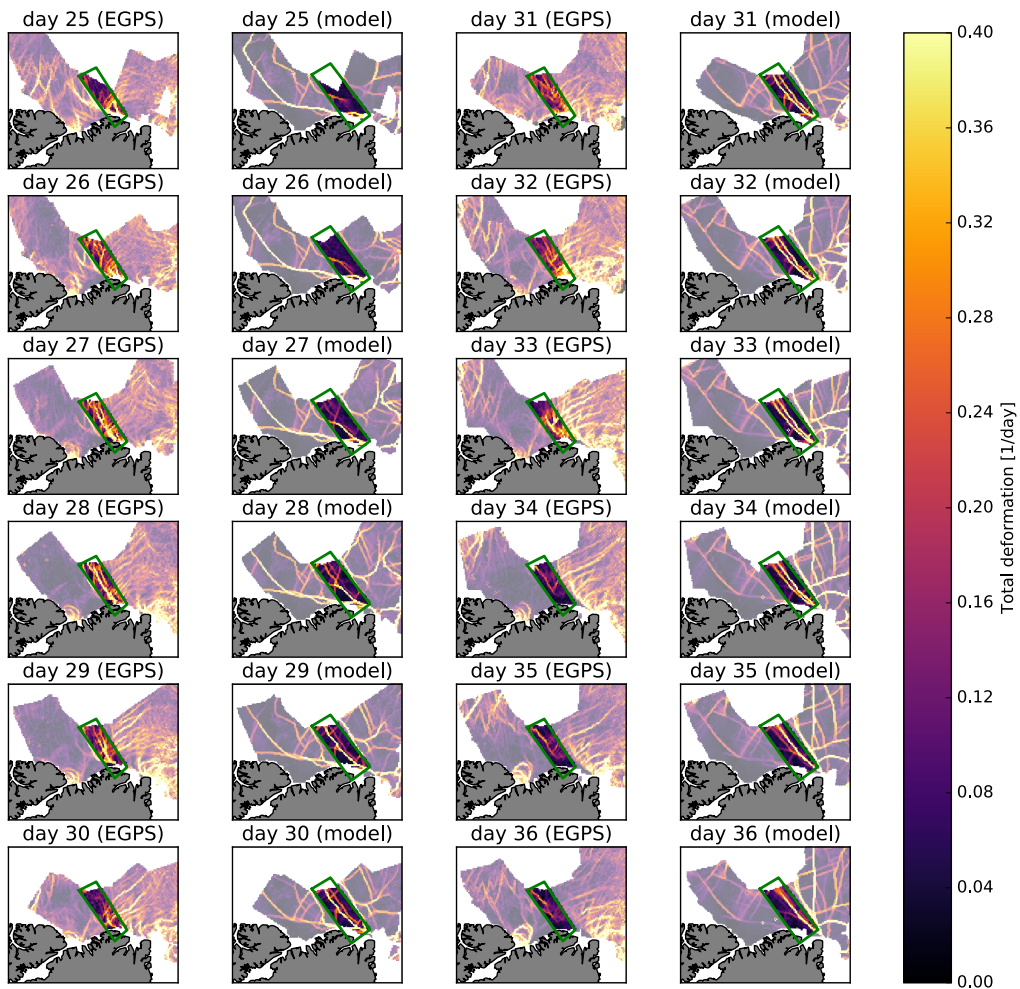 day 25 (EGPS) day 25 (model) day 31 (EGPS) day 31 (model)
day 26 (EGPS) day 26 (model) day 32 (EGPS) day 32 (model)
day 27 (EGPS) day 27 (model) day 33 (EGPS) day 33 (model)
day 28 (EGPS) day 28 (model) day 34 (EGPS) day 34 (model)
day 29 (EGPS) day 29 (model) day 35 (EGPS) day 35 (model)
day 30 (EGPS) day 30 (model) day 36 (EGPS) day 36 (model)
0.40
0.36
0.32
0.28
0.24
0.20
0.16
0.12
0.08
0.04
0.00
Total deformation [1/day]